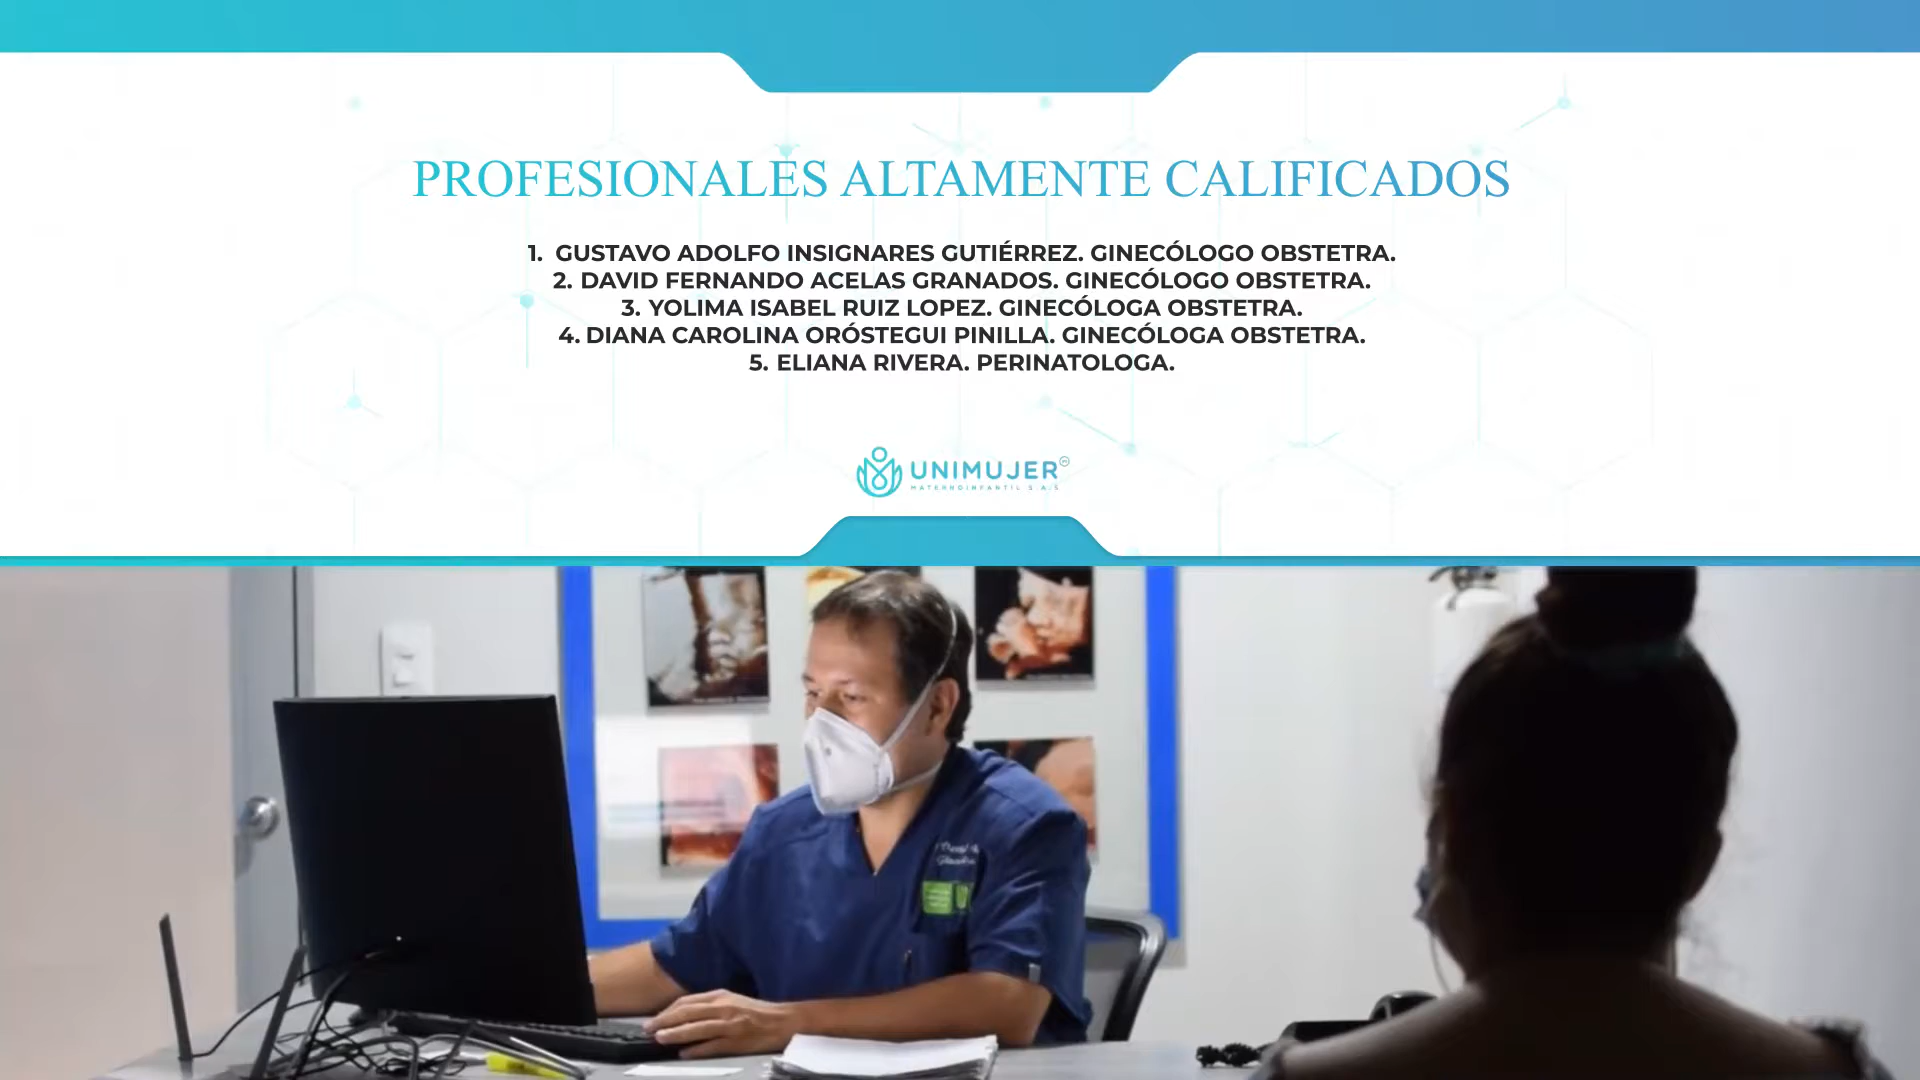 PROFESIONALES ALTAMENTE CALIFICADOS
1. GUSTAVO ADOLFO INSIGNARES GUTIÉRREZ. GINECÓLOGO OBSTETRA.
2. DAVID FERNANDO ACELAS GRANADOS. GINECÓLOGO OBSTETRA.
3. YOLIMA ISABEL RUIZ LOPEZ. GINECÓLOGA OBSTETRA.
4. DIANA CAROLINA ORÓSTEGUI PINILLA. GINECÓLOGA OBSTETRA.
5. ELIANA RIVERA. PERINATOLOGA.
UNIMUJER
MATERNOINFANTIL S.A.S